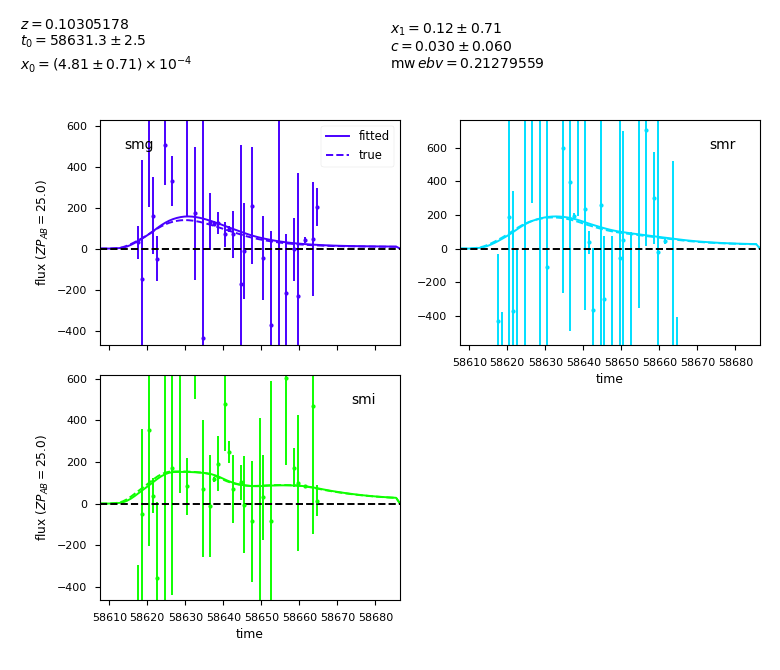 z = 0.10305178
t₀ = 58631.3 ± 2.5
x₀ = (4.81 ± 0.71) × 10⁻⁴
x₁ = 0.12 ± 0.71
c = 0.030 ± 0.060
mwebv = 0.21279559
smg
fitted
true
600
400
200
0
−200
−400
flux (ZP_AB = 25.0)
smr
600
400
200
0
−200
−400
58610 58620 58630 58640 58650 58660 58670 58680
time
smi
600
400
200
0
−200
−400
flux (ZP_AB = 25.0)
58610 58620 58630 58640 58650 58660 58670 58680
time